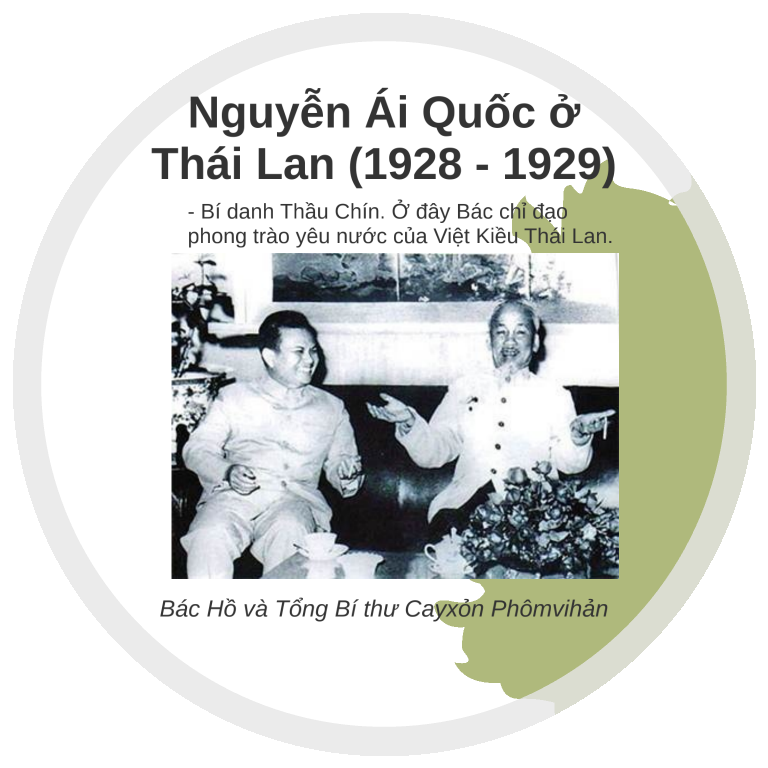 Nguyễn Ái Quốc ở
Thái Lan (1928 - 1929)
- Bí danh Thầu Chín. Ở đây Bác chỉ đạo
phong trào yêu nước của Việt Kiều Thái Lan.
Bác Hồ và Tổng Bí thư Cayxỏn Phômvihản